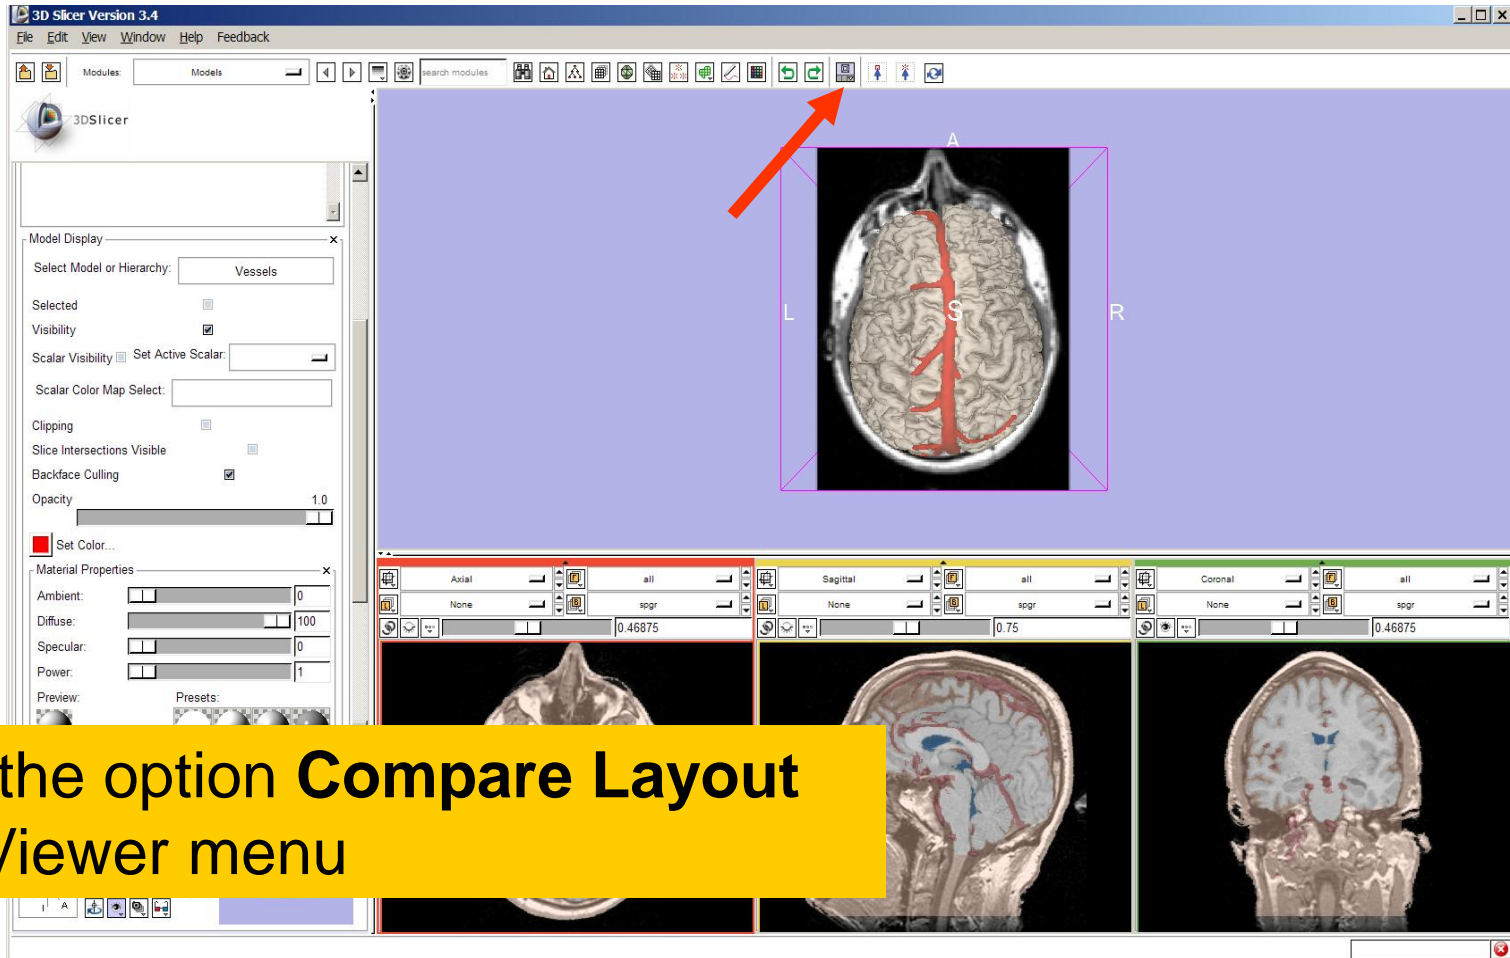 3D Slicer Version 3.4
File Edit View Window Help Feedback
Modules: Models search modules
3DSlicer
Model Display
Select Model or Hierarchy: Vessels
Selected
Visibility
Scalar Visibility Set Active Scalar:
Scalar Color Map Select:
Clipping
Slice Intersections Visible
Backface Culling
Opacity 1.0
Set Color...
Material Properties
Ambient: 0
Diffuse: 100
Specular: 0
Power: 1
Preview: Presets:
A
L S R
Axial all Sagittal all Coronal all
None spgr None spgr None spgr
0.46875 0.75 0.46875
the option Compare Layout
Viewer menu
I A